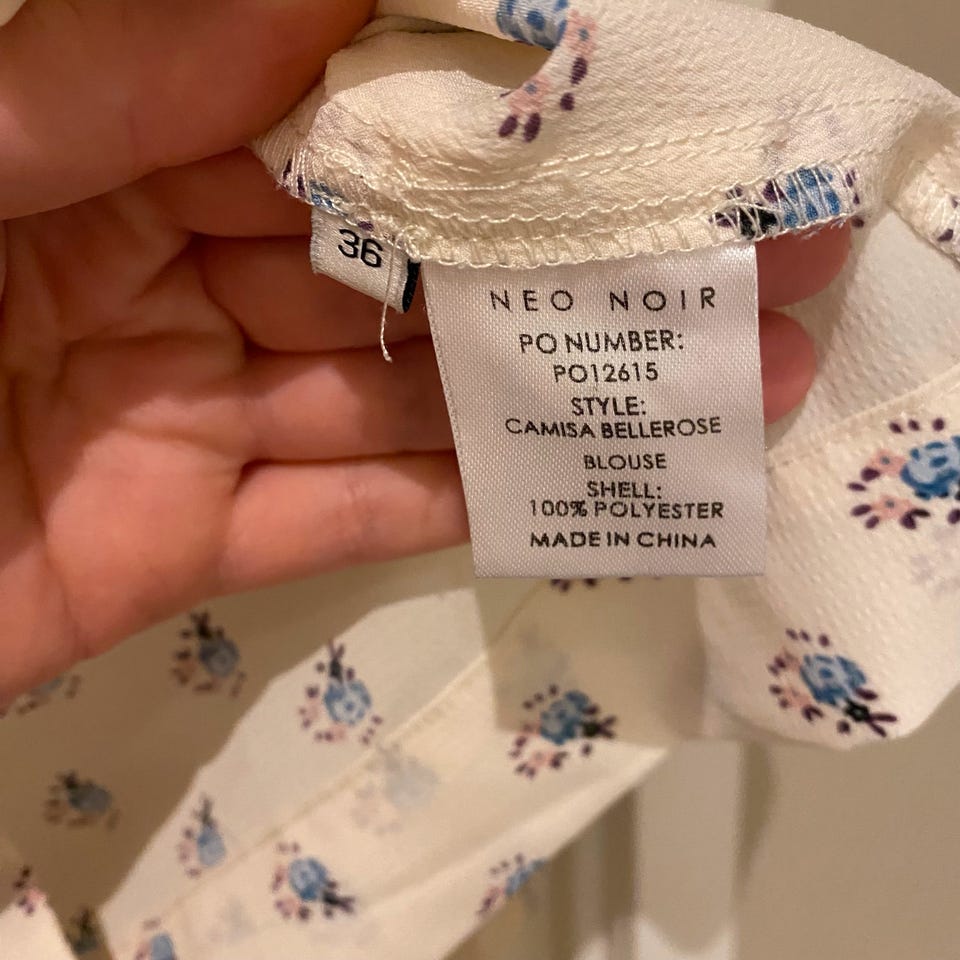 36
NEO NOIR
PO NUMBER:
PO12615
STYLE:
CAMISA BELLEROSE
BLOUSE
SHELL:
100% POLYESTER
MADE IN CHINA